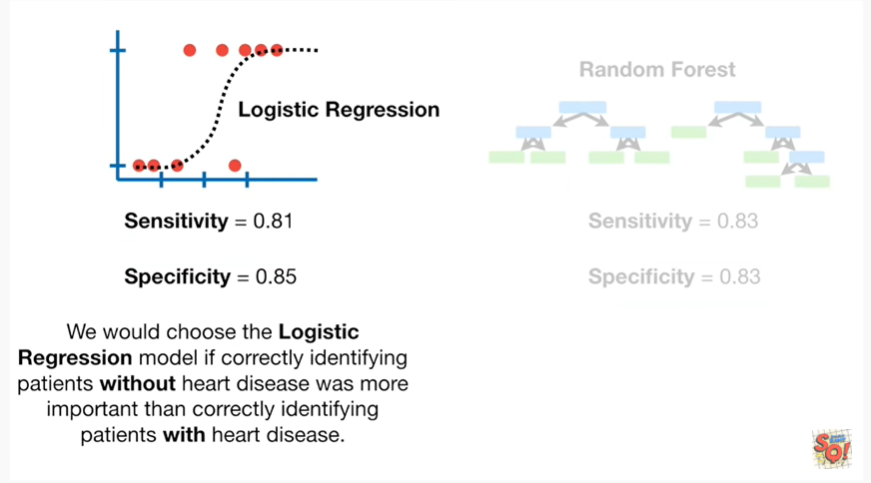 Logistic Regression
Sensitivity = 0.81
Specificity = 0.85
We would choose the Logistic
Regression model if correctly identifying
patients without heart disease was more
important than correctly identifying
patients with heart disease.
Random Forest
Sensitivity = 0.83
Specificity = 0.83
SQ!